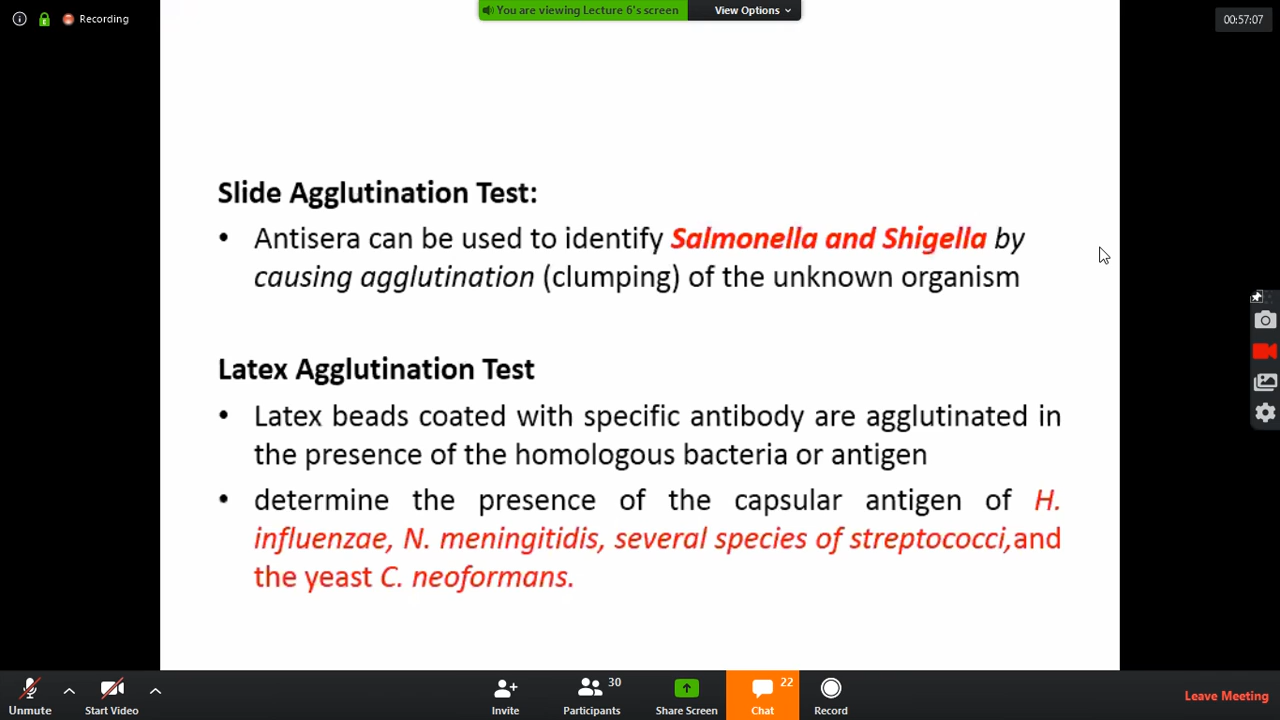 Recording
You are viewing Lecture 6's screen
View Options
00:57:07
Slide Agglutination Test:
• Antisera can be used to identify Salmonella and Shigella by
causing agglutination (clumping) of the unknown organism
Latex Agglutination Test
• Latex beads coated with specific antibody are agglutinated in
the presence of the homologous bacteria or antigen
• determine the presence of the capsular antigen of H.
influenzae, N. meningitidis, several species of streptococci,and
the yeast C. neoformans.
Unmute
Start Video
Invite
30
Participants
Share Screen
22
Chat
Record
Leave Meeting